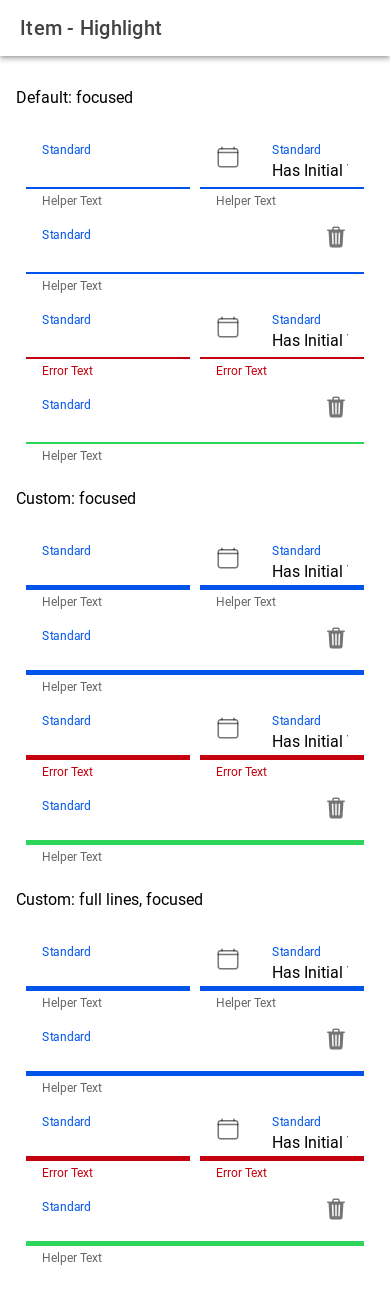 Item - Highlight
Default: focused
Standard Standard
Has Initial
Helper Text Helper Text
Standard
Helper Text
Standard Standard
Has Initial
Error Text Error Text
Standard
Helper Text
Custom: focused
Standard Standard
Has Initial
Helper Text Helper Text
Standard
Helper Text
Standard Standard
Has Initial
Error Text Error Text
Standard
Helper Text
Custom: full lines, focused
Standard Standard
Has Initial
Helper Text Helper Text
Standard
Helper Text
Standard Standard
Has Initial
Error Text Error Text
Standard
Helper Text